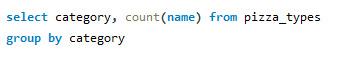 select category, count(name) from pizza_types
group by category